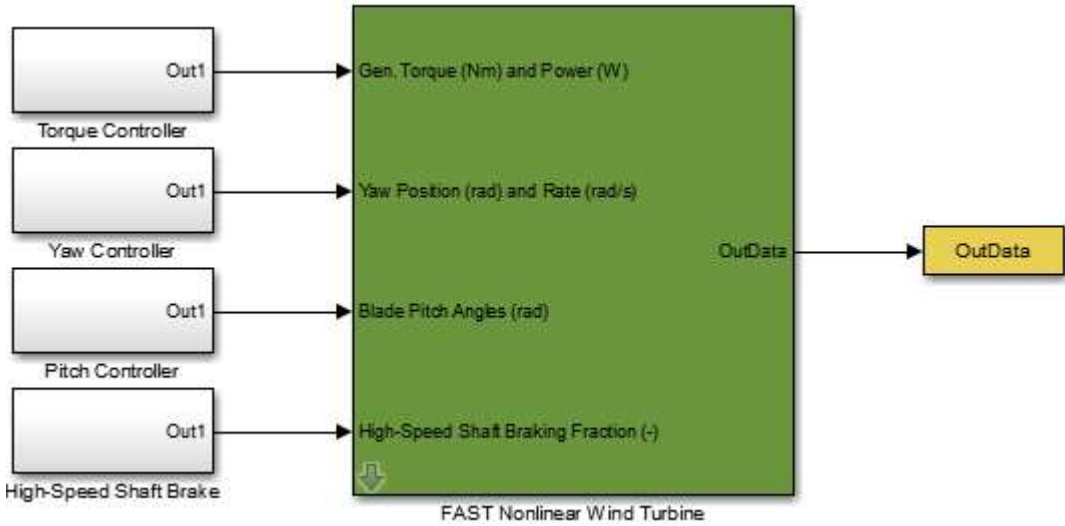 Out1
Gen. Torque (Nm) and Power (W)
Torque Controller
Out1
Yaw Position (rad) and Rate (rad/s)
Yaw Controller
OutData
OutData
Out1
Blade Pitch Angles (rad)
Pitch Controller
Out1
High-Speed Shaft Braking Fraction (-)
High-Speed Shaft Brake
FAST Nonlinear Wind Turbine